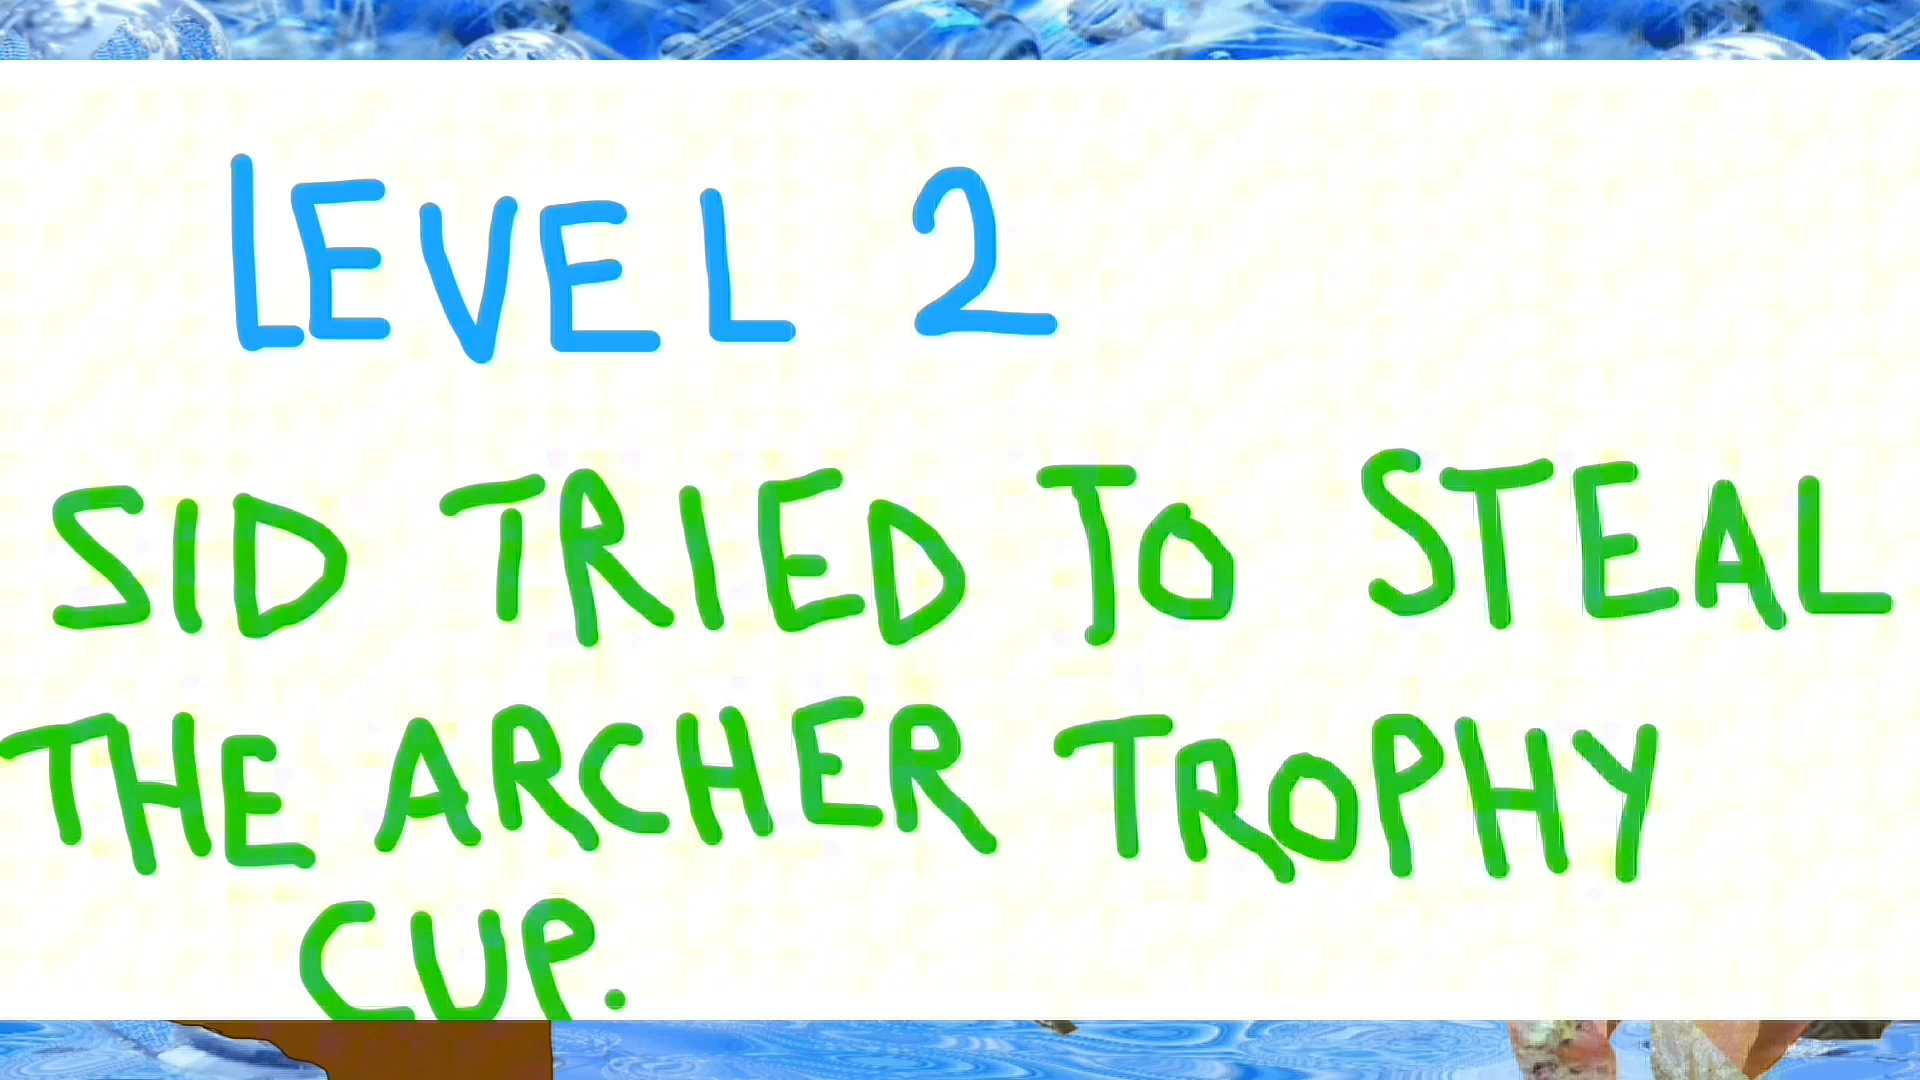 LEVEL 2
SID TRIED TO STEAL
THE ARCHER TROPHY
CUP.